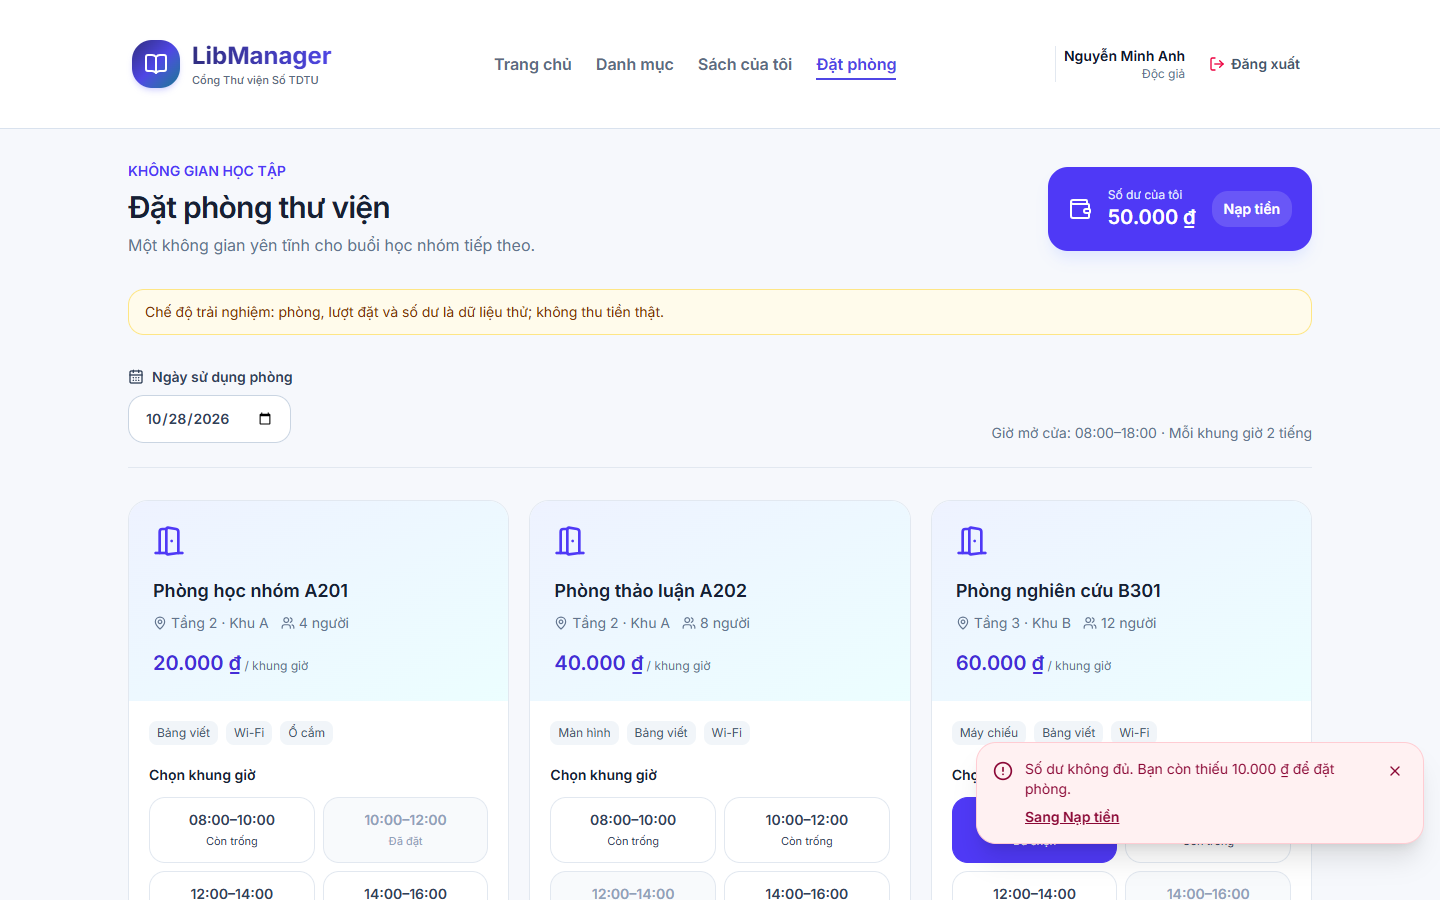 LibManager
Cổng Thư viện Số TDTU
Trang chủ
Danh mục
Sách của tôi
Đặt phòng
Nguyễn Minh Anh
Độc giả
Đăng xuất
KHÔNG GIAN HỌC TẬP
Đặt phòng thư viện
Một không gian yên tĩnh cho buổi học nhóm tiếp theo.
Số dư của tôi
50.000 ₫
Nạp tiền
Chế độ trải nghiệm: phòng, lượt đặt và số dư là dữ liệu thử; không thu tiền thật.
Ngày sử dụng phòng
10/28/2026
Giờ mở cửa: 08:00–18:00 · Mỗi khung giờ 2 tiếng
Phòng học nhóm A201
Tầng 2 · Khu A 4 người
20.000 ₫ / khung giờ
Bảng viết Wi-Fi Ổ cắm
Chọn khung giờ
08:00–10:00
Còn trống
10:00–12:00
Đã đặt
12:00–14:00
14:00–16:00
Phòng thảo luận A202
Tầng 2 · Khu A 8 người
40.000 ₫ / khung giờ
Màn hình Bảng viết Wi-Fi
Chọn khung giờ
08:00–10:00
Còn trống
10:00–12:00
Còn trống
12:00–14:00
14:00–16:00
Phòng nghiên cứu B301
Tầng 3 · Khu B 12 người
60.000 ₫ / khung giờ
Máy chiếu Bảng viết Wi-Fi
12:00–14:00
14:00–16:00
Số dư không đủ. Bạn còn thiếu 10.000 ₫ để đặt
phòng.
Sang Nạp tiền